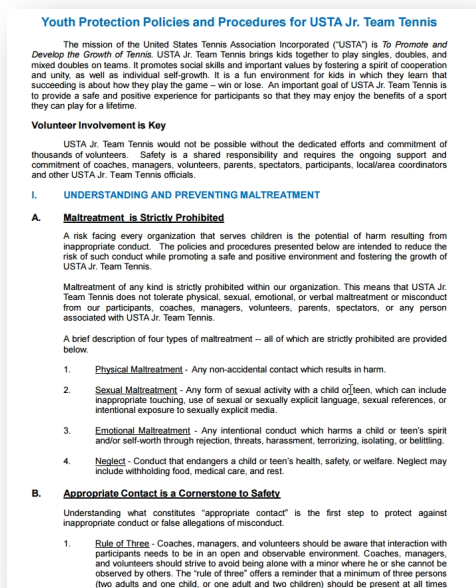 Youth Protection Policies and Procedures for USTA Jr. Team Tennis
The mission of the United States Tennis Association Incorporated ("USTA") is To Promote and
Develop the Growth of Tennis. USTA Jr. Team Tennis brings kids together to play singles, doubles, and
mixed doubles on teams. It promotes social skills and important values by fostering a spirit of cooperation
and unity, as well as individual self-growth. It is a fun environment for kids in which they learn that
succeeding is about how they play the game – win or lose. An important goal of USTA Jr. Team Tennis is
to provide a safe and positive experience for participants so that they may enjoy the benefits of a sport
they can play for a lifetime.
Volunteer Involvement is Key
USTA Jr. Team Tennis would not be possible without the dedicated efforts and commitment of
thousands of volunteers. Safety is a shared responsibility and requires the ongoing support and
commitment of coaches, managers, volunteers, parents, spectators, participants, local/area coordinators
and other USTA Jr. Team Tennis officials.
I. UNDERSTANDING AND PREVENTING MALTREATMENT
A. Maltreatment is Strictly Prohibited
A risk facing every organization that serves children is the potential of harm resulting from
inappropriate conduct. The policies and procedures presented below are intended to reduce the
risk of such conduct while promoting a safe and positive environment and fostering the growth of
USTA Jr. Team Tennis.
Maltreatment of any kind is strictly prohibited within our organization. This means that USTA Jr.
Team Tennis does not tolerate physical, sexual, emotional, or verbal maltreatment or misconduct
from our participants, coaches, managers, volunteers, parents, spectators, or any person
associated with USTA Jr. Team Tennis.
A brief description of four types of maltreatment -- all of which are strictly prohibited are provided
below.
1. Physical Maltreatment - Any non-accidental contact which results in harm.
2. Sexual Maltreatment - Any form of sexual activity with a child or teen, which can include
inappropriate touching, use of sexual or sexually explicit language, sexual references, or
intentional exposure to sexually explicit media.
3. Emotional Maltreatment - Any intentional conduct which harms a child or teen's spirit
and/or self-worth through rejection, threats, harassment, terrorizing, isolating, or belittling.
4. Neglect - Conduct that endangers a child or teen's health, safety, or welfare. Neglect may
include withholding food, medical care, and rest.
B. Appropriate Contact is a Cornerstone to Safety
Understanding what constitutes "appropriate contact" is the first step to protect against
inappropriate conduct or false allegations of misconduct.
1. Rule of Three - Coaches, managers, and volunteers should be aware that interaction with
participants needs to be in an open and observable environment. Coaches, managers,
and volunteers should strive to avoid being alone with a minor where he or she cannot be
observed by others. The "rule of three" offers a reminder that a minimum of three persons
(two adults and one child, or one adult and two children) should be present at all times